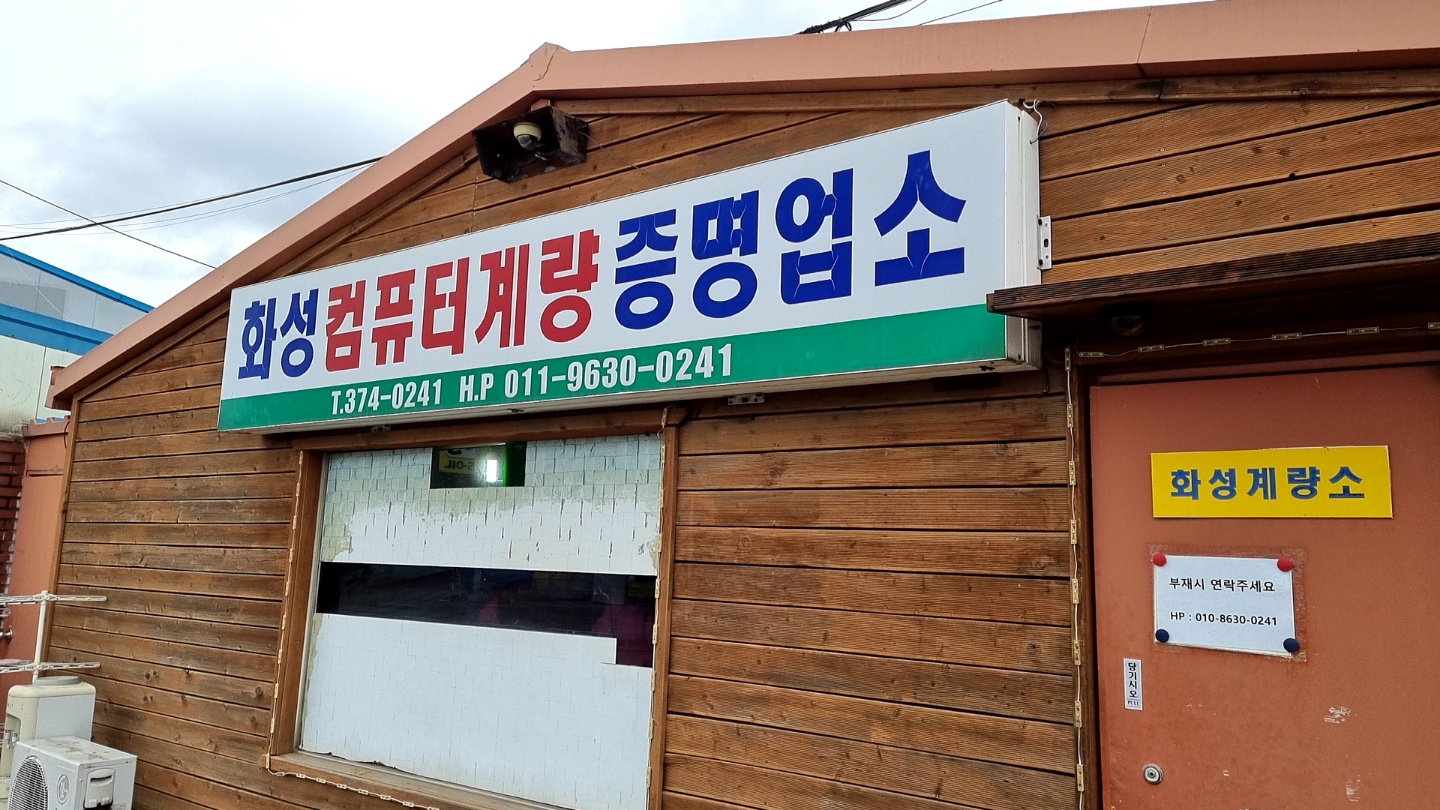 화성컴퓨터계량증명업소
T.374-0241 H.P 011-9630-0241
화성계량소
부재시 연락주세요
HP : 010-8630-0241
당기시오